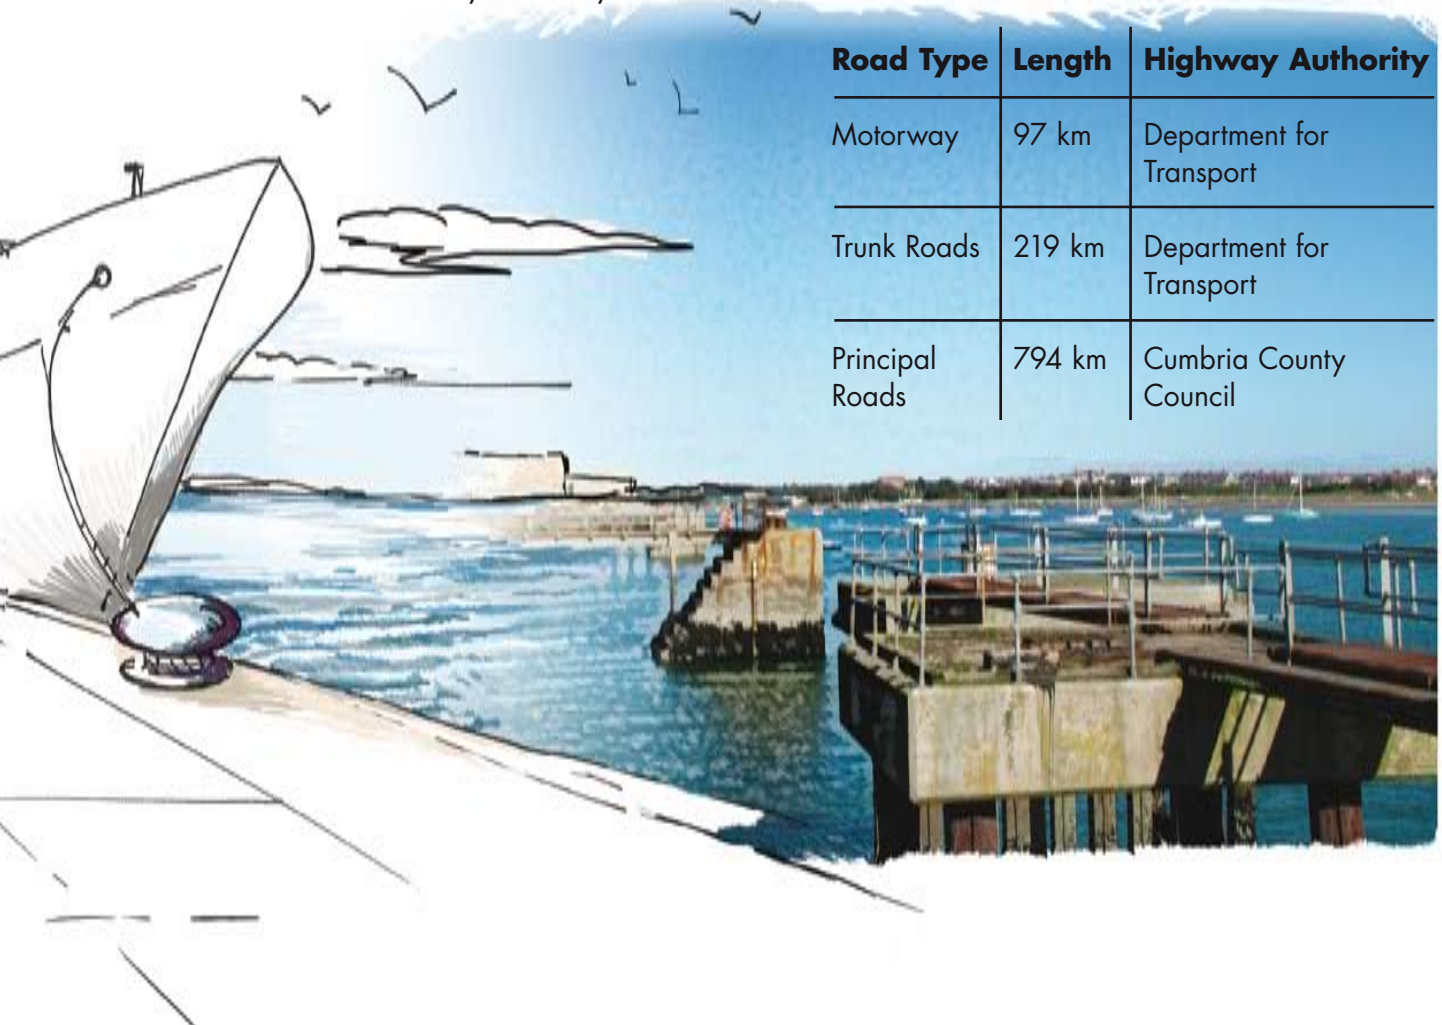 Road Type Length Highway Authority
Motorway 97 km Department for
Transport
Trunk Roads 219 km Department for
Transport
Principal 794 km Cumbria County
Roads Council